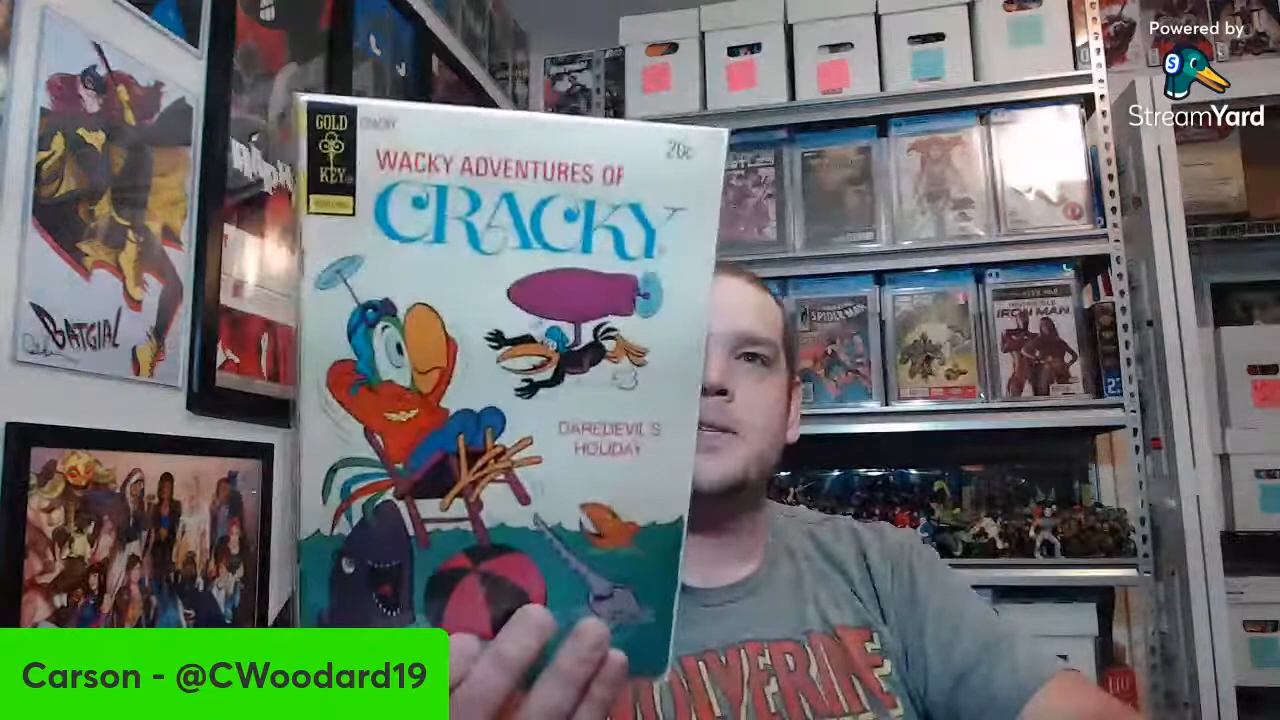 Powered by
StreamYard
GOLD
KEY
CRACKY
20¢
WACKY ADVENTURES OF
CRACKY
DAREDEVIL'S
HOLIDAY
BATGIRL
SPIDER-MAN
IRON MAN
WOLVERINE
Carson - @CWoodard19